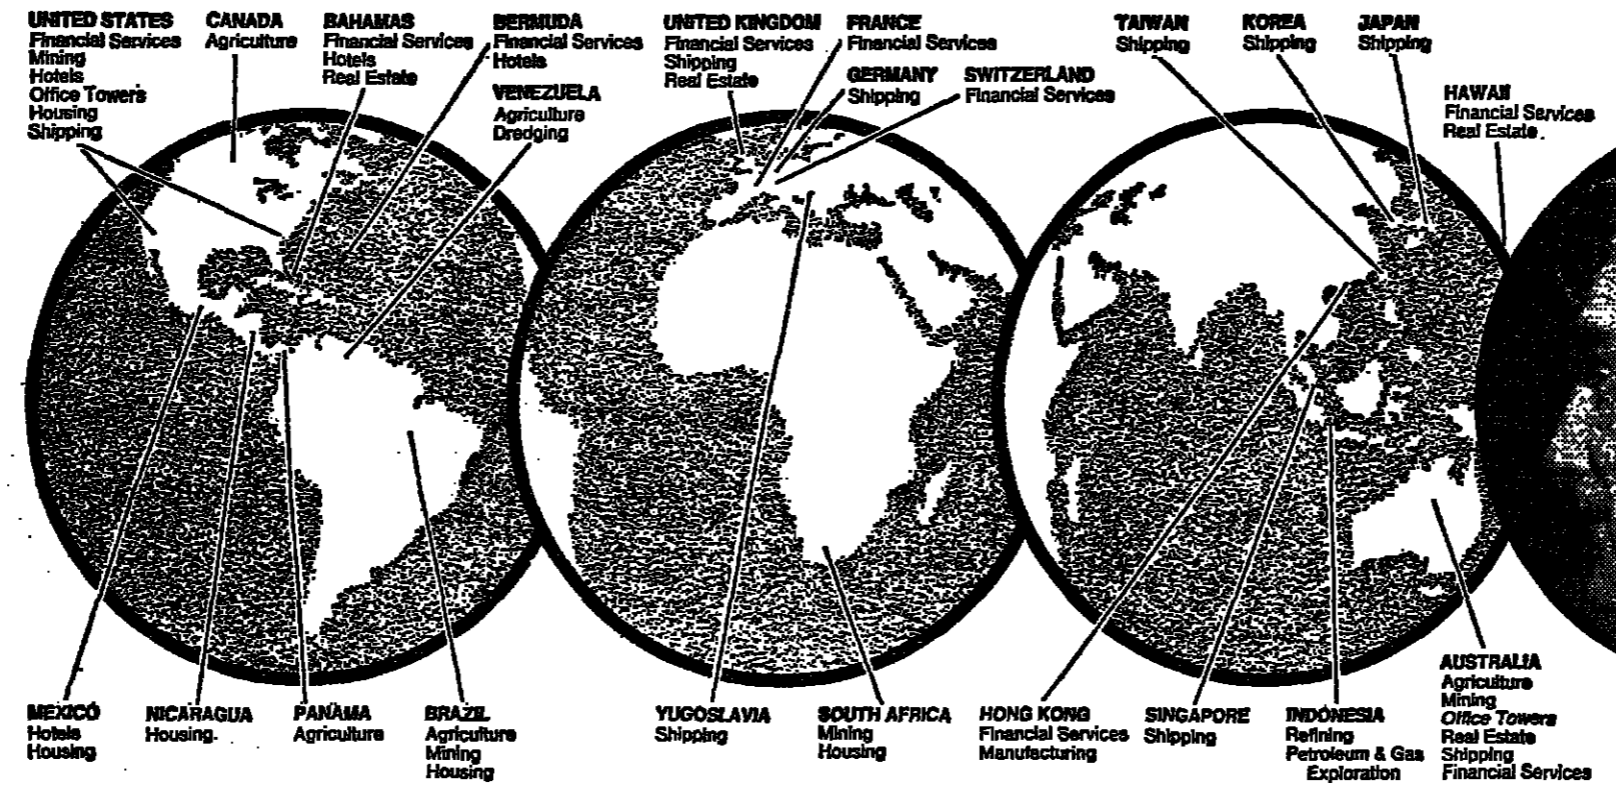 UNITED STATES
Financial Services
Mining
Hotels
Office Towers
Housing
Shipping
CANADA
Agriculture
BAHAMAS
Financial Services
Hotels
Real Estate
BERMUDA
Financial Services
Hotels
VENEZUELA
Agriculture
Dredging
UNITED KINGDOM
Financial Services
Shipping
Real Estate
FRANCE
Financial Services
GERMANY
Shipping
SWITZERLAND
Financial Services
TAIWAN
Shipping
KOREA
Shipping
JAPAN
Shipping
HAWAII
Financial Services
Real Estate
MEXICO
Hotels
Housing
NICARAGUA
Housing
PANAMA
Agriculture
BRAZIL
Agriculture
Mining
Housing
YUGOSLAVIA
Shipping
SOUTH AFRICA
Mining
Housing
HONG KONG
Financial Services
Manufacturing
SINGAPORE
Shipping
INDONESIA
Refining
Petroleum & Gas
Exploration
AUSTRALIA
Agriculture
Mining
Office Towers
Real Estate
Shipping
Financial Services